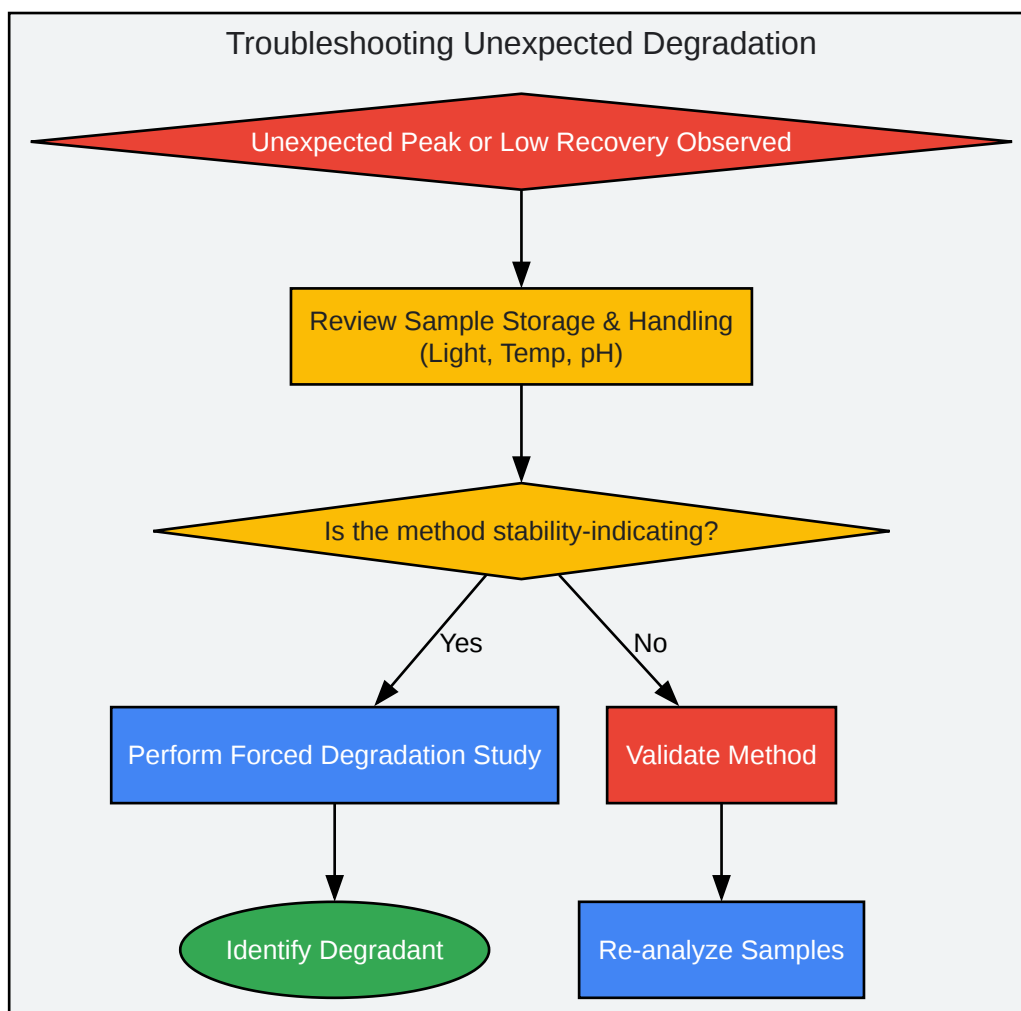 Troubleshooting Unexpected Degradation
Unexpected Peak or Low Recovery Observed
Review Sample Storage & Handling
(Light, Temp, pH)
Is the method stability-indicating?
Yes
No
Perform Forced Degradation Study
Validate Method
Identify Degradant
Re-analyze Samples